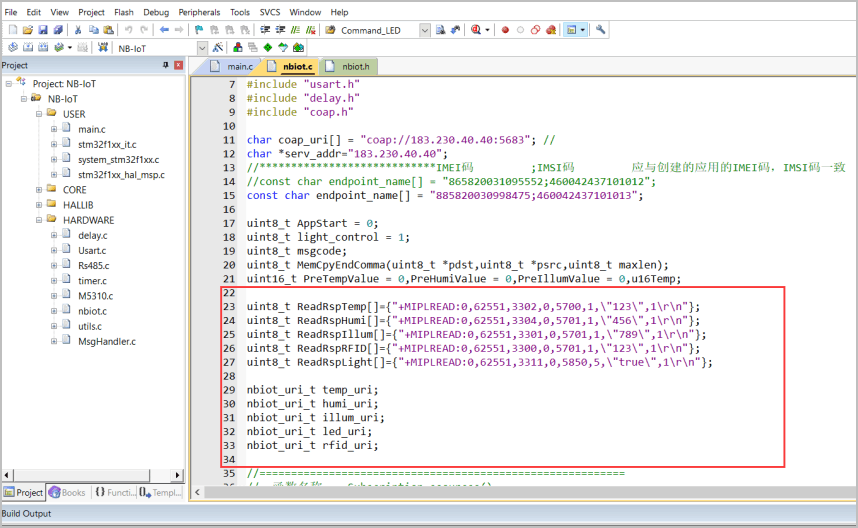 File Edit View Project Flash Debug Peripherals Tools SVCS Window Help
Command_LED
NB-IoT
Project
main.c nbiot.c nbiot.h
Project: NB-IoT
NB-IoT
USER
main.c
stm32f1xx_it.c
system_stm32f1xx.c
stm32f1xx_hal_msp.c
CORE
HALLIB
HARDWARE
delay.c
Usart.c
Rs485.c
timer.c
M5310.c
nbiot.c
utils.c
MsgHandler.c
7 #include "usart.h"
8 #include "delay.h"
9 #include "coap.h"
10
11 char coap_uri[] = "coap://183.230.40.40:5683"; //
12 char *serv_addr="183.230.40.40";
13 //****************************IMEI码 ;IMSI码 应与创建的应用的IMEI码，IMSI码一致
14 //const char endpoint_name[] = "865820031095552;460042437101012";
15 const char endpoint_name[] = "885820030998475;460042437101013";
16
17 uint8_t AppStart = 0;
18 uint8_t light_control = 1;
19 uint8_t msgcode;
20 uint8_t MemCpyEndComma(uint8_t *pdst,uint8_t *psrc,uint8_t maxlen);
21 uint16_t PreTempValue = 0,PreHumiValue = 0,PreIllumValue = 0,u16Temp;
22
23 uint8_t ReadRspTemp[]={"+MIPLREAD:0,62551,3302,0,5700,1,\"123\",1\r\n"};
24 uint8_t ReadRspHumi[]={"+MIPLREAD:0,62551,3304,0,5701,1,\"456\",1\r\n"};
25 uint8_t ReadRspIllum[]={"+MIPLREAD:0,62551,3301,0,5701,1,\"789\",1\r\n"};
26 uint8_t ReadRspRFID[]={"+MIPLREAD:0,62551,3300,0,5701,1,\"123\",1\r\n"};
27 uint8_t ReadRspLight[]={"+MIPLREAD:0,62551,3311,0,5850,5,\"true\",1\r\n"};
28
29 nbiot_uri_t temp_uri;
30 nbiot_uri_t humi_uri;
31 nbiot_uri_t illum_uri;
32 nbiot_uri_t led_uri;
33 nbiot_uri_t rfid_uri;
34
35 //==========================================================
Project Books Functi... Templ...
Build Output